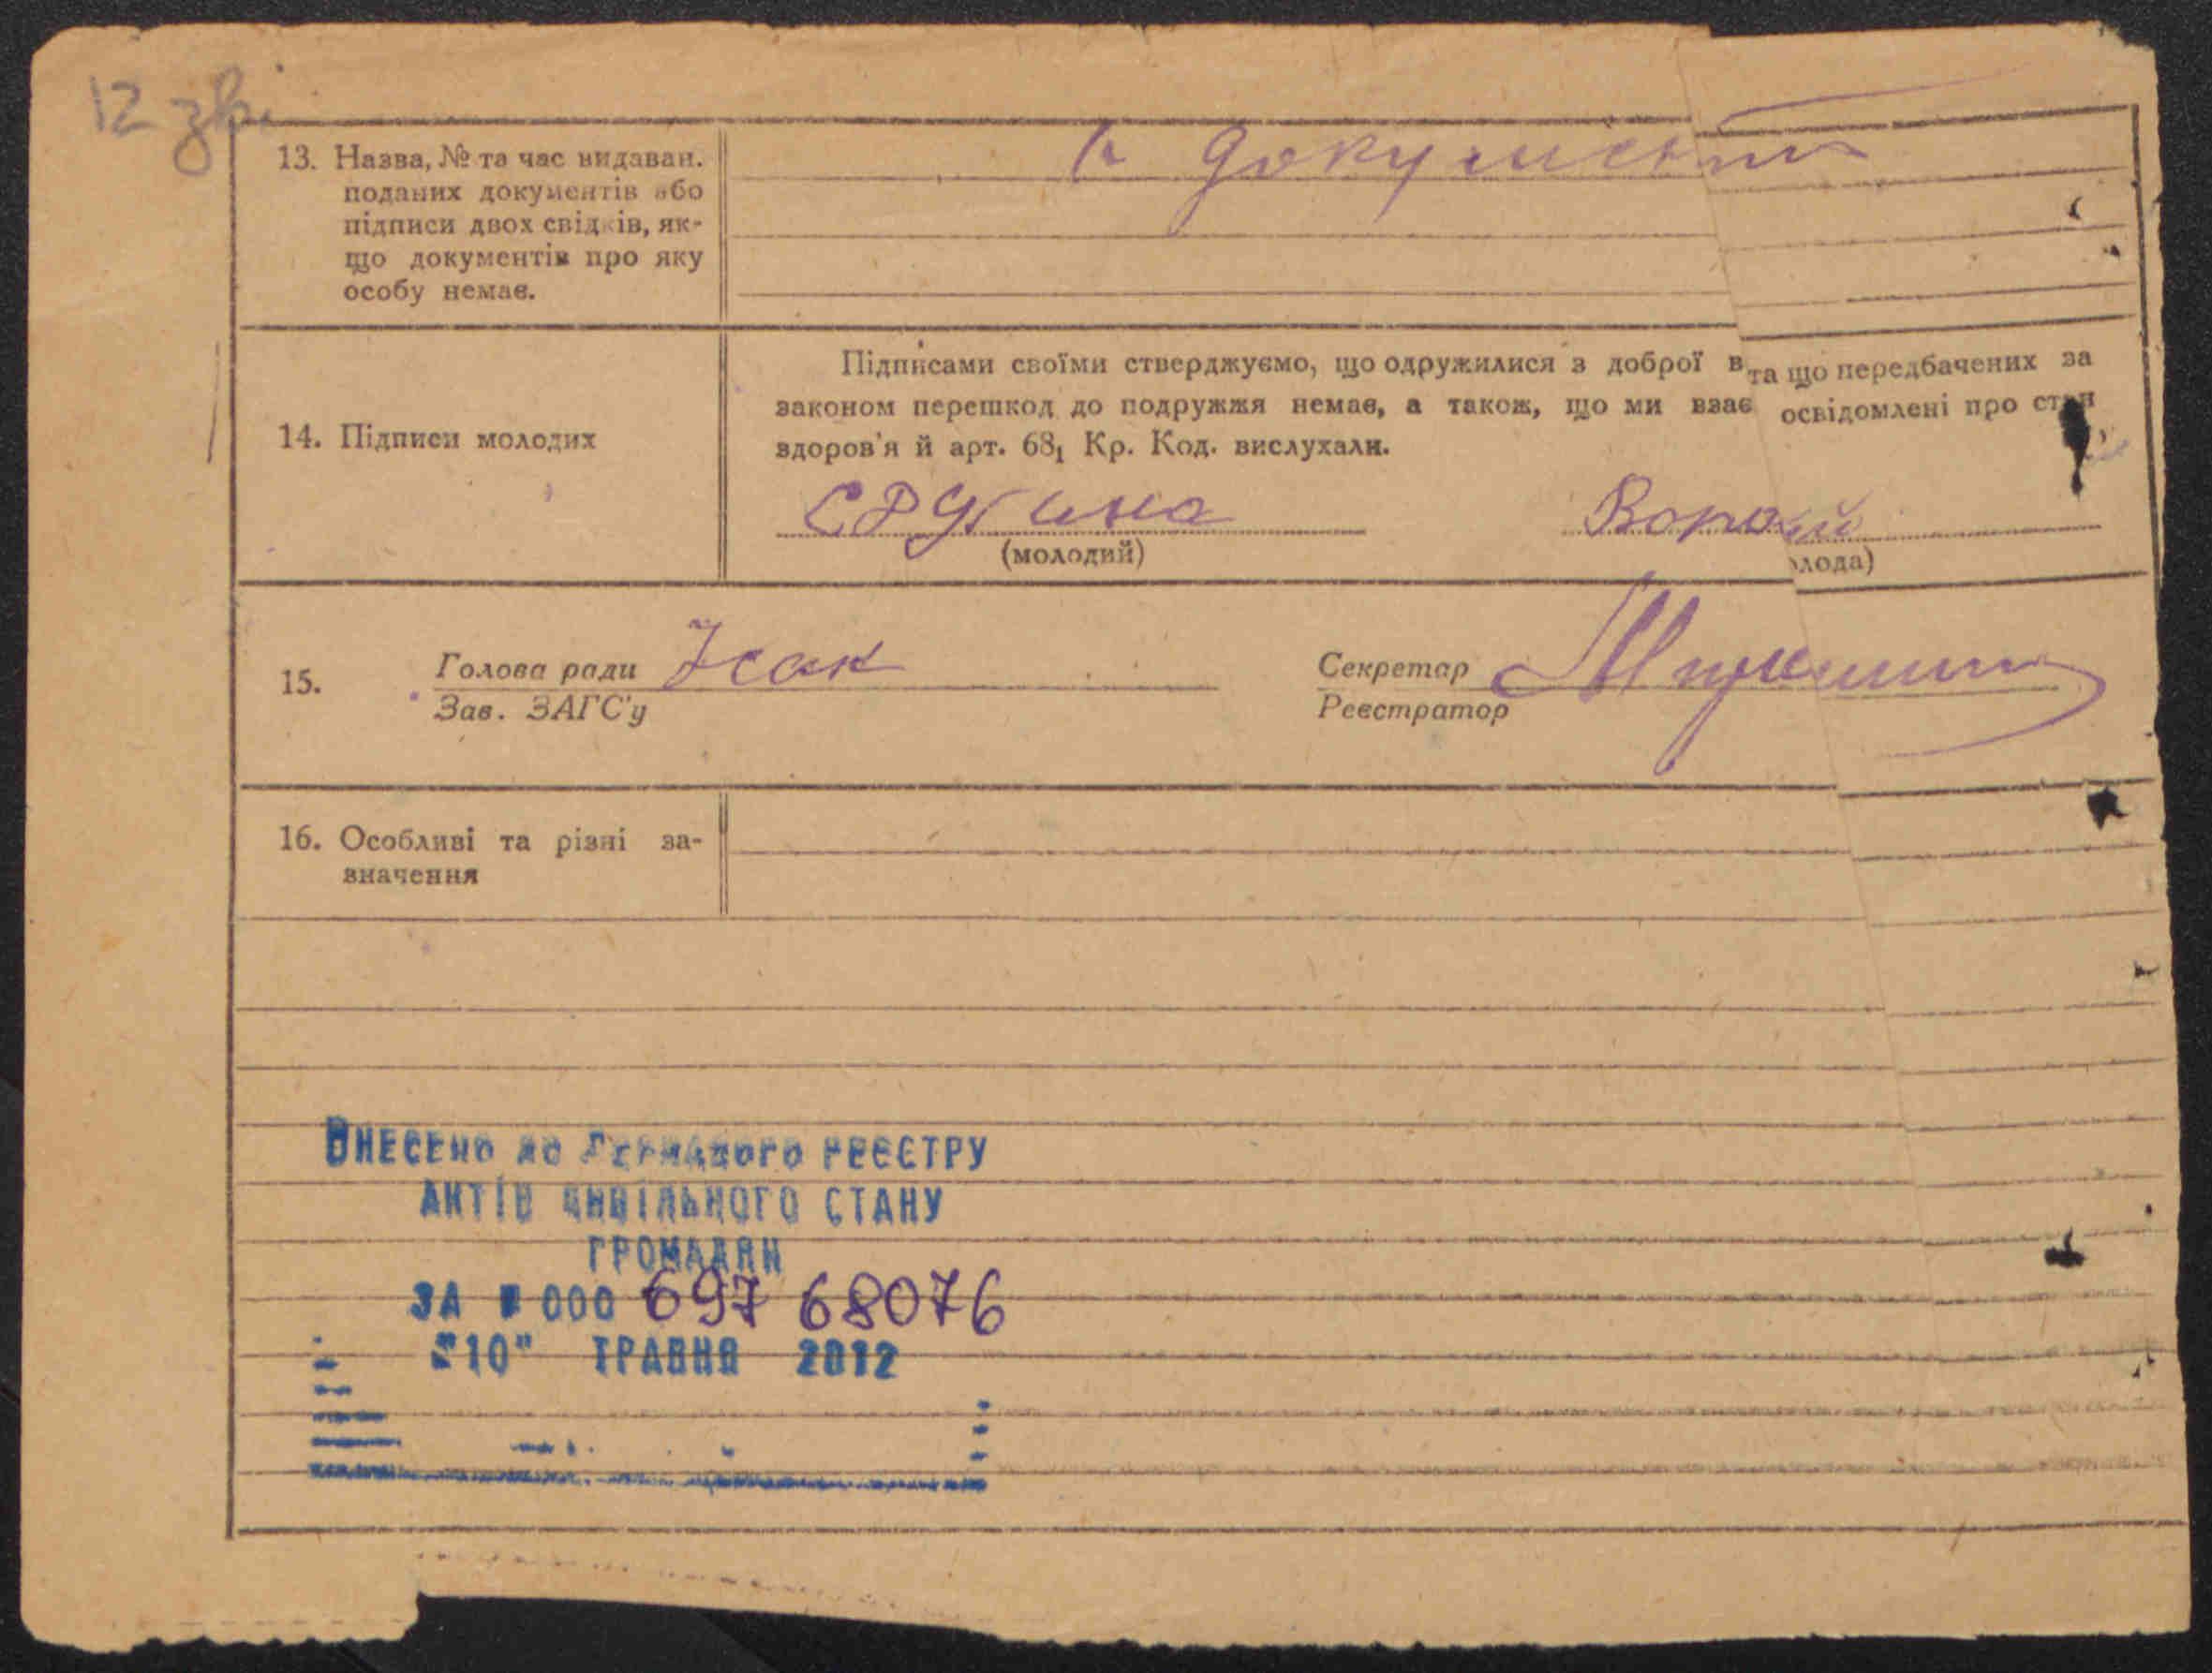 12 зві
13. Назва, № та час видаван.
поданих документів або
підписи двох свідків, як-
що документів про яку
особу немає.
документи
14. Підписи молодих
Підписами своїми стверджуємо, що одружилися з доброї в та що передбачених за
законом перешкод до подружжя немає, а також, що ми взає освідомлені про стан
здоров'я й арт. 68₁ Кр. Код. вислухали.
(молодий)
олода)
15.
Голова ради
Зав. ЗАГС'у
Секретар
Реєстратор
16. Особливі та різні за-
значення
ВНЕСЕНО ДО РЕЄСТРУ
АКТІВ ЦИВІЛЬНОГО СТАНУ
ГРОМАДЯН
ЗА № 000 697 68076
"10" ТРАВНЯ 2012